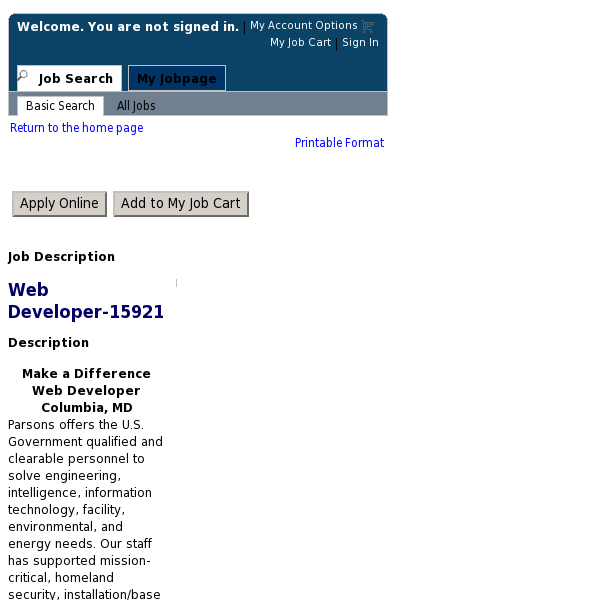 Welcome. You are not signed in. | My Account Options
My Job Cart | Sign In
Job Search My Jobpage
Basic Search All Jobs
Return to the home page
Printable Format
Apply Online Add to My Job Cart
Job Description
Web
Developer-15921
Description
Make a Difference
Web Developer
Columbia, MD
Parsons offers the U.S.
Government qualified and
clearable personnel to
solve engineering,
intelligence, information
technology, facility,
environmental, and
energy needs. Our staff
has supported mission-
critical, homeland
security, installation/base